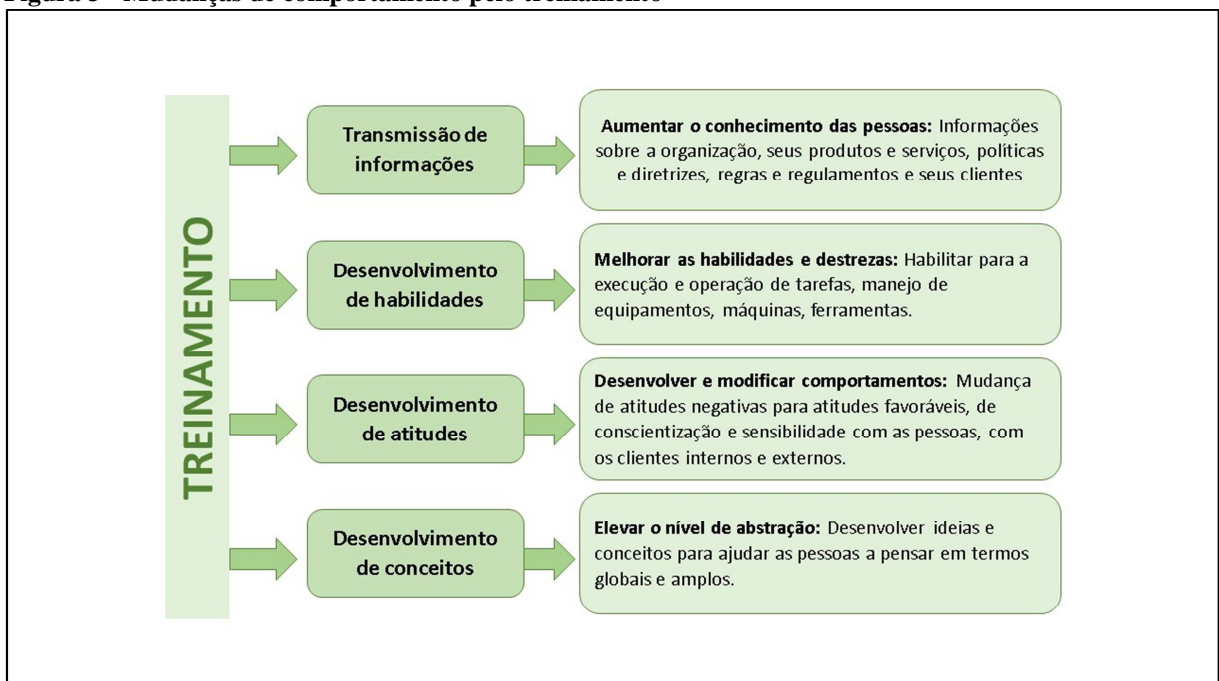 Figura - Mudanças de comportamento pelo treinamento
TREINAMENTO
Transmissão de
informações
Aumentar o conhecimento das pessoas: Informações
sobre a organização, seus produtos e serviços, políticas
e diretrizes, regras e regulamentos e seus clientes
Desenvolvimento
de habilidades
Melhorar as habilidades e destrezas: Habilitar para a
execução e operação de tarefas, manejo de
equipamentos, máquinas, ferramentas.
Desenvolvimento
de atitudes
Desenvolver e modificar comportamentos: Mudança
de atitudes negativas para atitudes favoráveis, de
conscientização e sensibilidade com as pessoas, com
os clientes internos e externos.
Desenvolvimento
de conceitos
Elevar o nível de abstração: Desenvolver ideias e
conceitos para ajudar as pessoas a pensar em termos
globais e amplos.